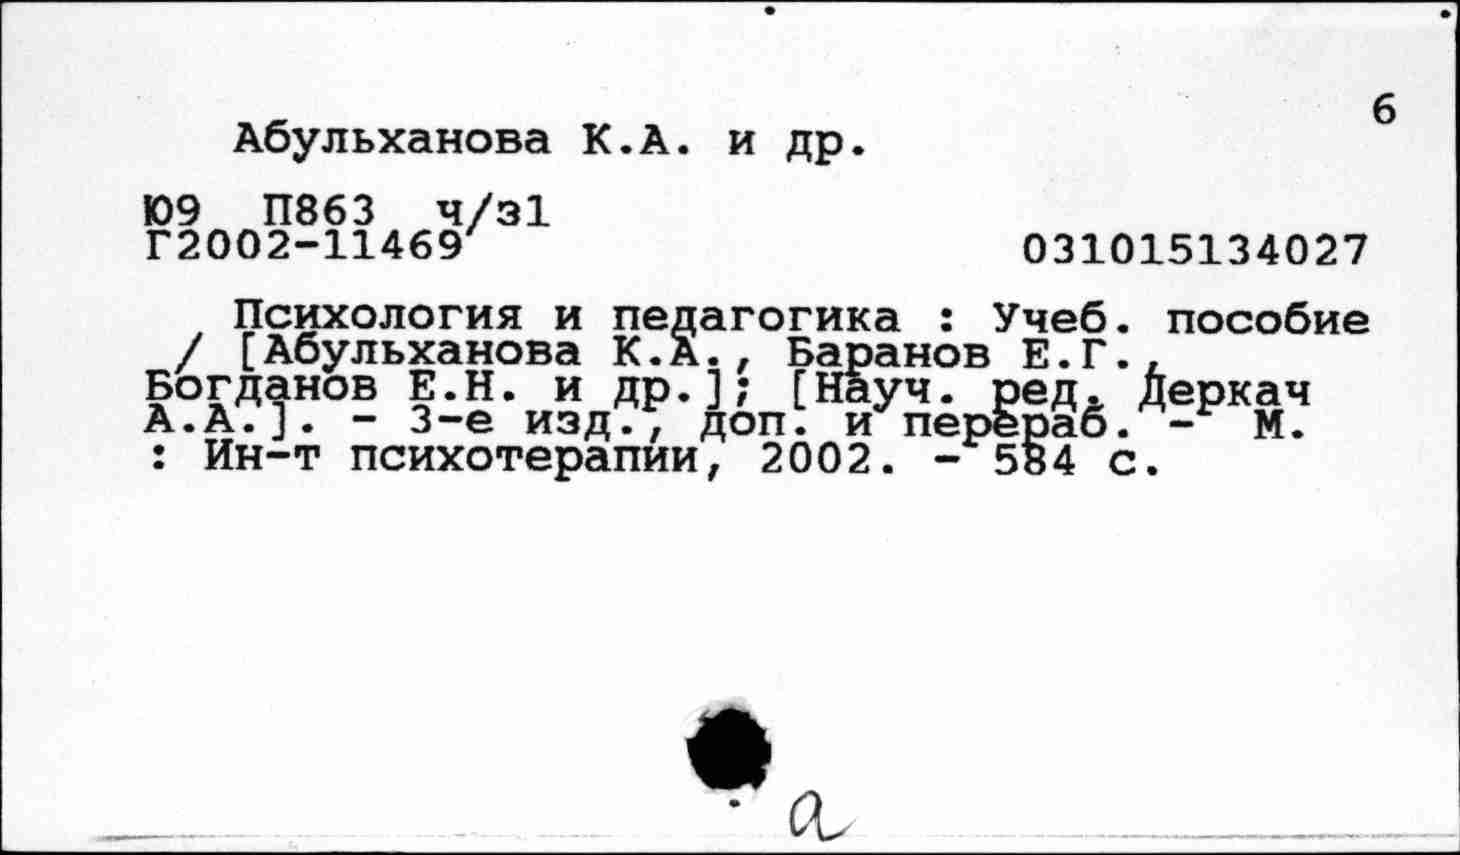 6
Абульханова К.А. и др.
Ю9 П863 ч/з1
Г2002-11469 031015134027
Психология и педагогика : Учеб. пособие
/ [Абульханова К.А., Баранов Е.Г.,
Богданов Е.Н. и др.]; [Науч. ред. Деркач
А.А.]. - 3-е изд., доп. и перераб. - М.
: Ин-т психотерапии, 2002. - 584 с.
а